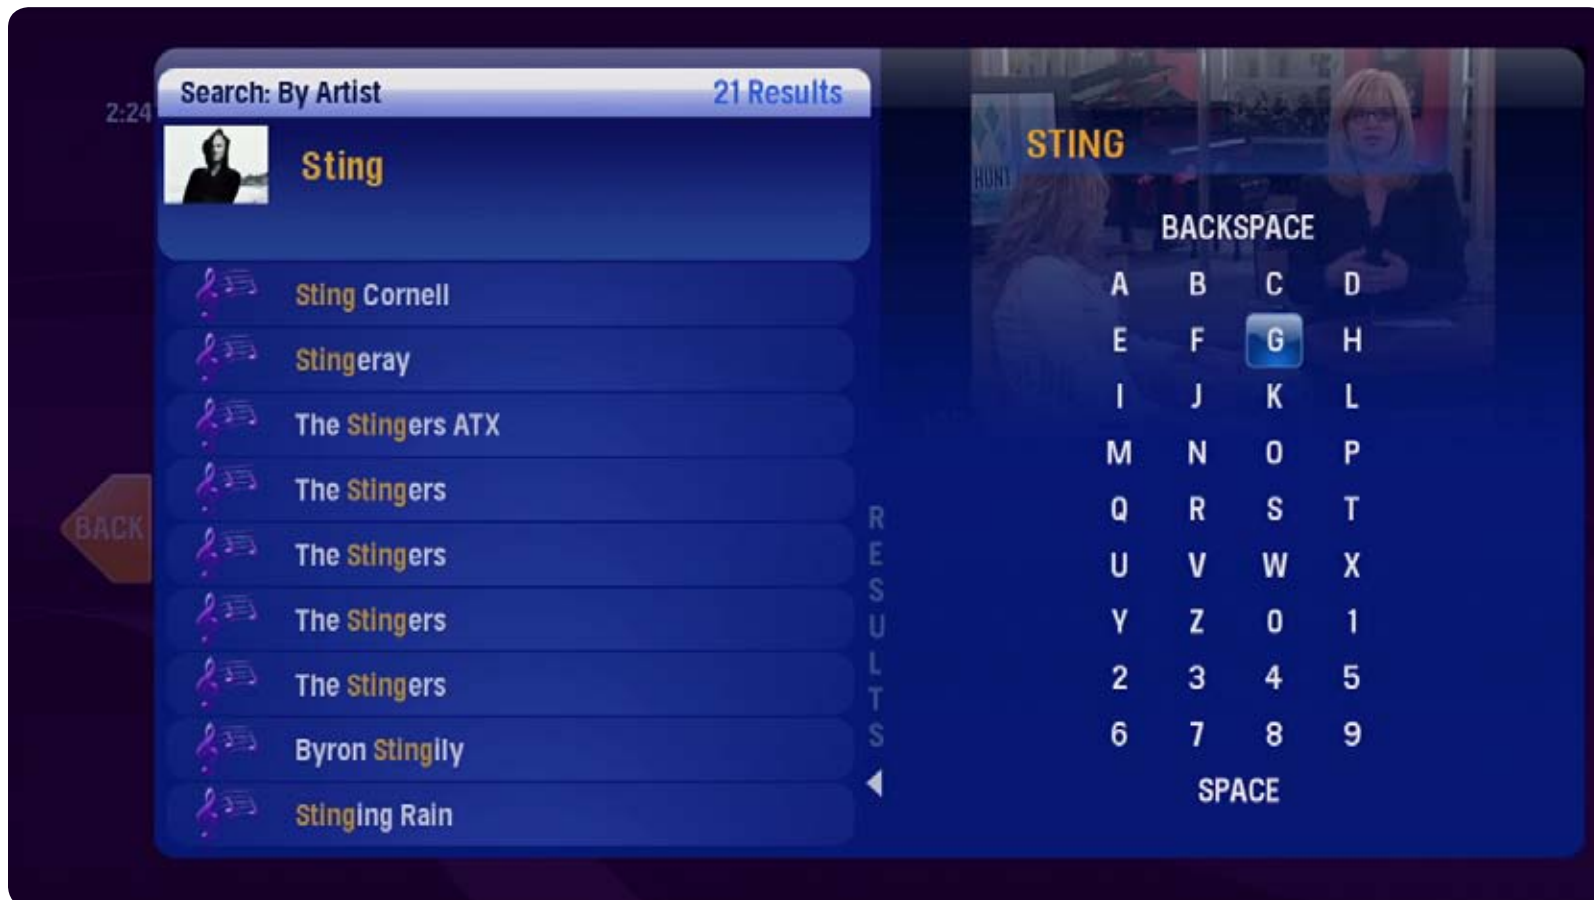 2:24
Search: By Artist 21 Results
Sting
Sting Cornell
Stingeray
The Stingers ATX
The Stingers
The Stingers
The Stingers
The Stingers
Byron Stingily
Stinging Rain
BACK
RESULTS
HUNT
STING
BACKSPACE
A B C D
E F G H
I J K L
M N O P
Q R S T
U V W X
Y Z 0 1
2 3 4 5
6 7 8 9
SPACE